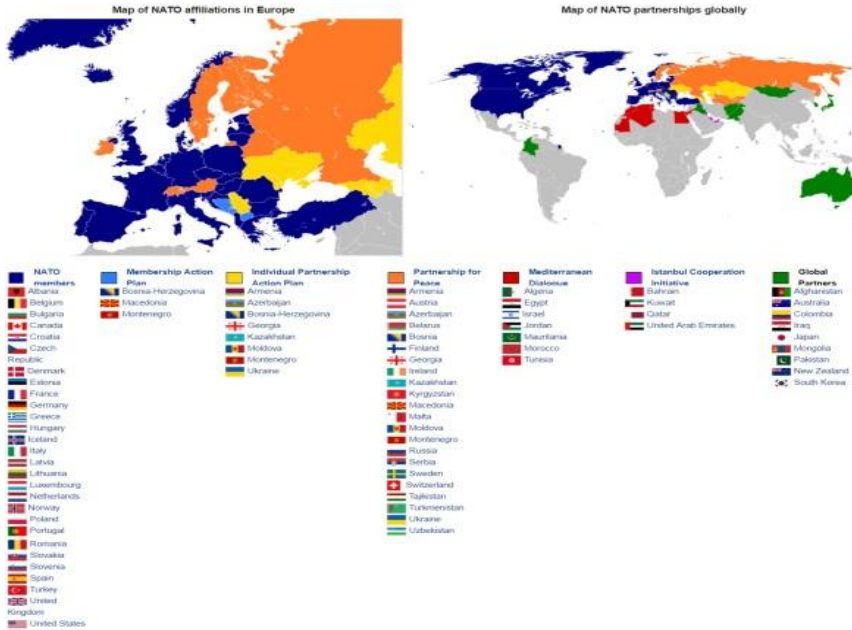 Map of NATO affiliations in Europe
Map of NATO partnerships globally
NATO
members
Albania
Belgium
Bulgaria
Canada
Croatia
Czech
Republic
Denmark
Estonia
France
Germany
Greece
Hungary
Iceland
Italy
Latvia
Lithuania
Luxembourg
Netherlands
Norway
Poland
Portugal
Romania
Slovakia
Slovenia
Spain
Turkey
United
Kingdom
United States
Membership Action
Plan
Bosnia-Herzegovina
Macedonia
Montenegro
Individual Partnership
Action Plan
Armenia
Azerbaijan
Bosnia-Herzegovina
Georgia
Kazakhstan
Moldova
Montenegro
Ukraine
Partnership for
Peace
Armenia
Austria
Azerbaijan
Belarus
Bosnia
Finland
Georgia
Ireland
Kazakhstan
Kyrgyzstan
Macedonia
Malta
Moldova
Montenegro
Russia
Serbia
Sweden
Switzerland
Tajikistan
Turkmenistan
Ukraine
Uzbekistan
Mediterranean
Dialogue
Algeria
Egypt
Israel
Jordan
Mauritania
Morocco
Tunisia
Istanbul Cooperation
Initiative
Bahrain
Kuwait
Qatar
United Arab Emirates
Global
Partners
Afghanistan
Australia
Colombia
Iraq
Japan
Mongolia
Pakistan
New Zealand
South Korea